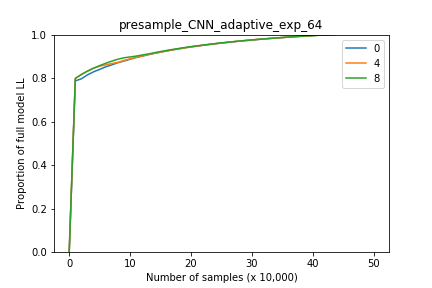 presample_CNN_adaptive_exp_64
1.0
0.8
0.6
0.4
0.2
0.0
Proportion of full model LL
0
4
8
0 10 20 30 40 50
Number of samples (x 10,000)